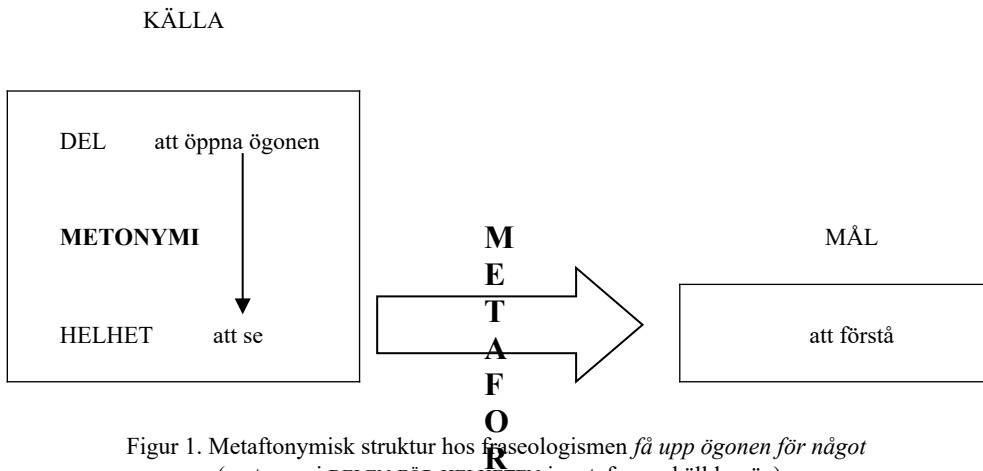 KÄLLA
DEL att öppna ögonen
METONYMI
M
E
T
A
F
O
R
MÅL
HELHET att se
att förstå
Figur 1. Metaftonymisk struktur hos fraseologismen få upp ögonen för något